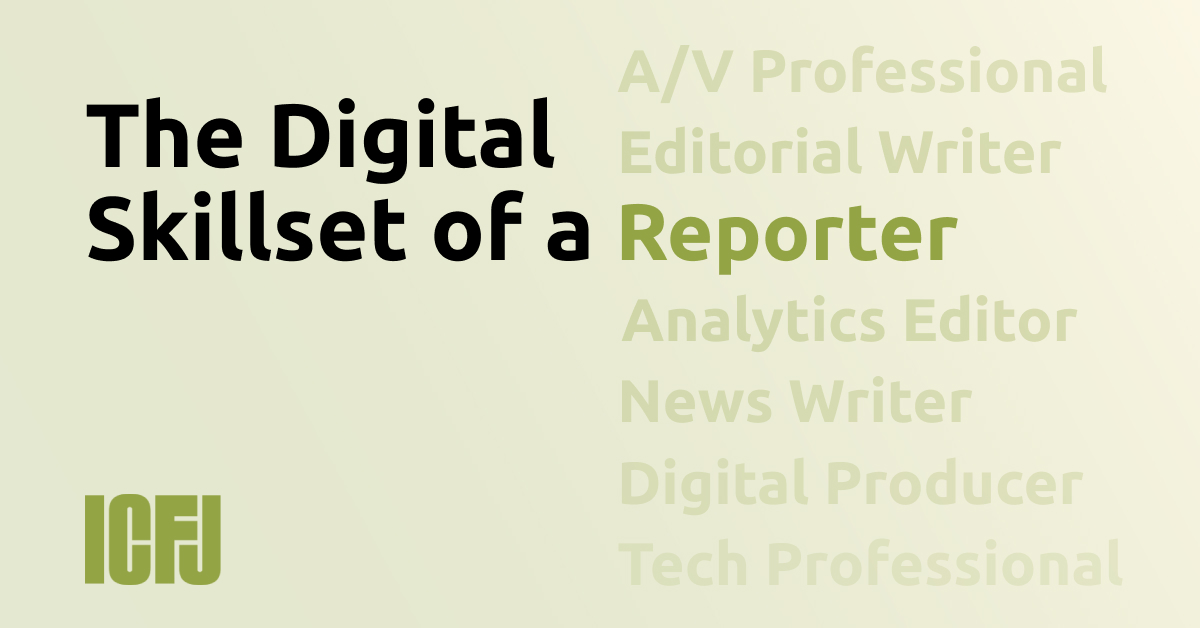 The Digital
Skillset of a Reporter
A/V Professional
Editorial Writer
Analytics Editor
News Writer
Digital Producer
Tech Professional
ICFJ